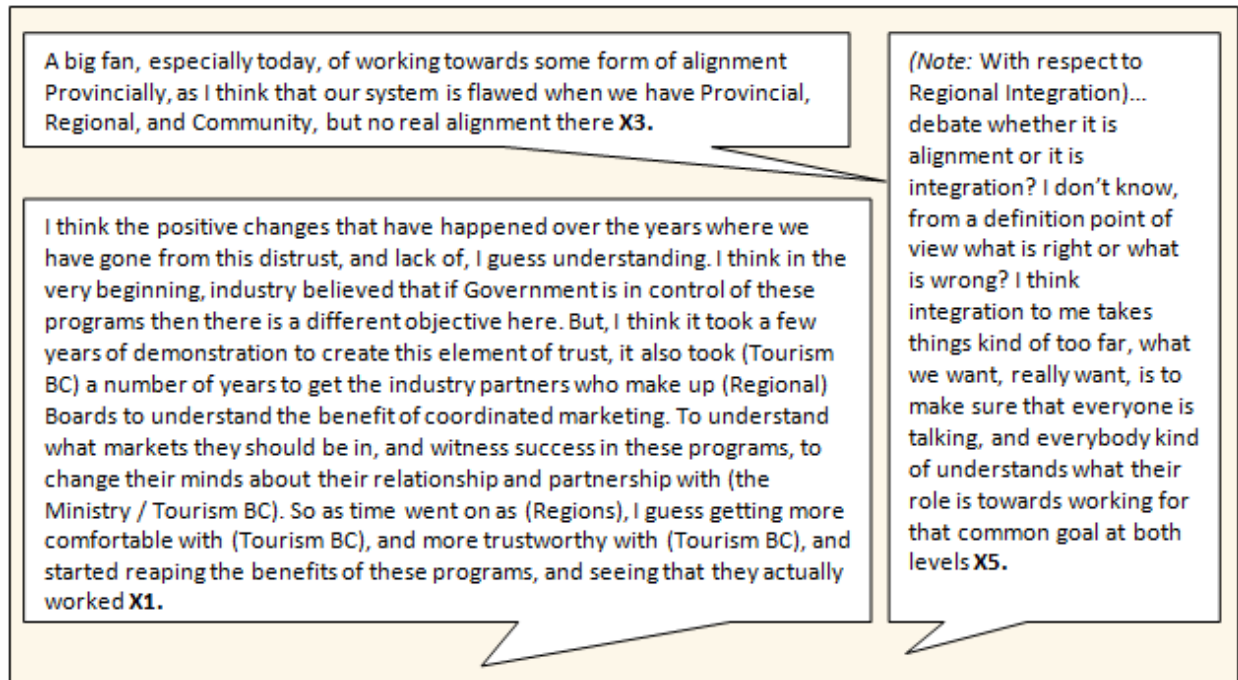 A big fan, especially today, of working towards some form of alignment
Provincially, as I think that our system is flawed when we have Provincial,
Regional, and Community, but no real alignment there X3.
I think the positive changes that have happened over the years where we
have gone from this distrust, and lack of, I guess understanding. I think in the
very beginning, industry believed that if Government is in control of these
programs then there is a different objective here. But, I think it took a few
years of demonstration to create this element of trust, it also took (Tourism
BC) a number of years to get the industry partners who make up (Regional)
Boards to understand the benefit of coordinated marketing. To understand
what markets they should be in, and witness success in these programs, to
change their minds about their relationship and partnership with (the
Ministry / Tourism BC). So as time went on as (Regions), I guess getting more
comfortable with (Tourism BC), and more trustworthy with (Tourism BC), and
started reaping the benefits of these programs, and seeing that they actually
worked X1.
(Note: With respect to
Regional Integration)...
debate whether it is
alignment or it is
integration? I don't know,
from a definition point of
view what is right or what
is wrong? I think
integration to me takes
things kind of too far, what
we want, really want, is to
make sure that everyone is
talking, and everybody kind
of understands what their
role is towards working for
that common goal at both
levels X5.